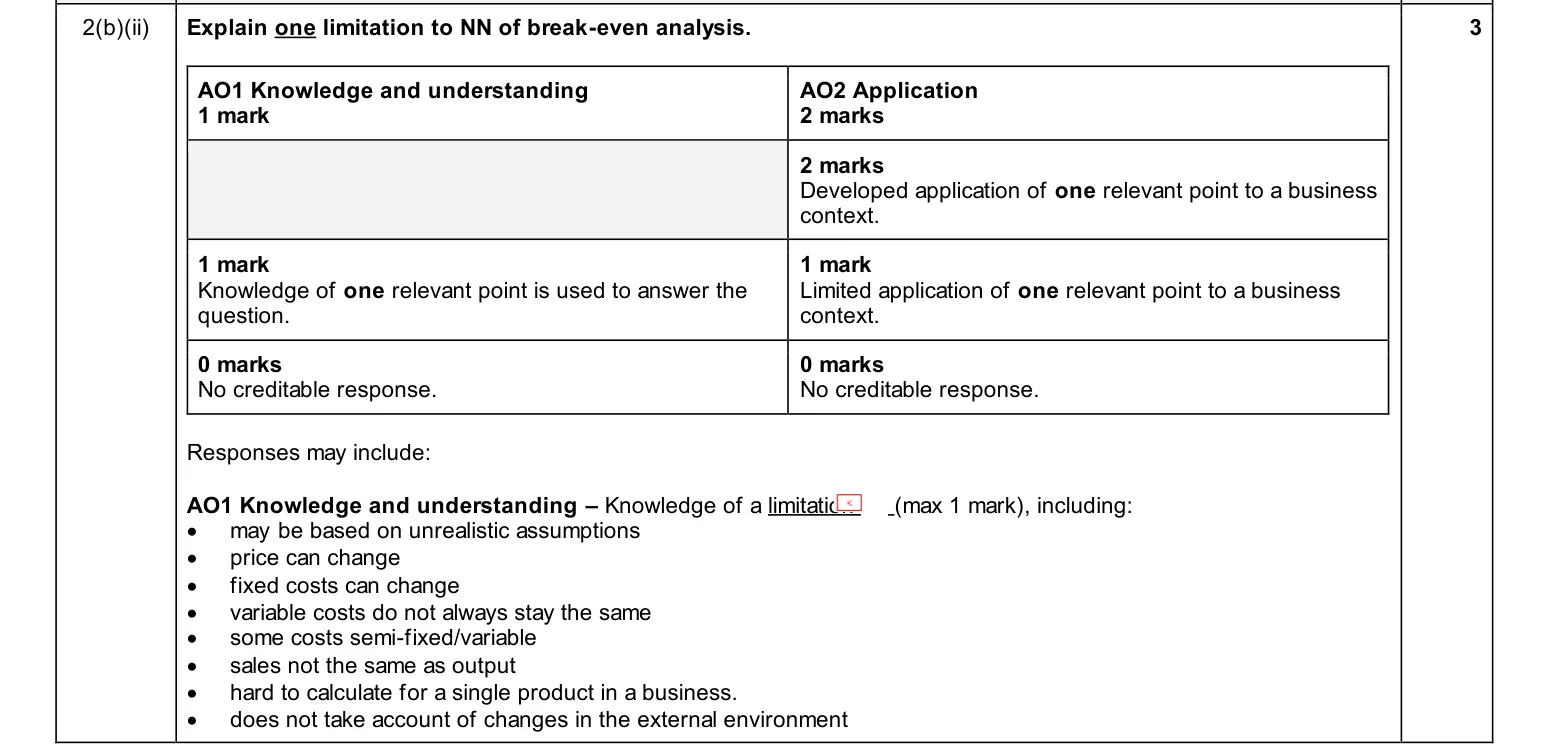 2(b)(ii) Explain one limitation to NN of break-even analysis. 3
AO1 Knowledge and understanding
1 mark
AO2 Application
2 marks
2 marks
Developed application of one relevant point to a business
context.
1 mark
Knowledge of one relevant point is used to answer the
question.
1 mark
Limited application of one relevant point to a business
context.
0 marks
No creditable response.
0 marks
No creditable response.
Responses may include:
AO1 Knowledge and understanding – Knowledge of a (max 1 mark), including:
• may be based on unrealistic assumptions
• price can change
• fixed costs can change
• variable costs do not always stay the same
• some costs semi-fixed/variable
• sales not the same as output
• hard to calculate for a single product in a business.
• does not take account of changes in the external environment